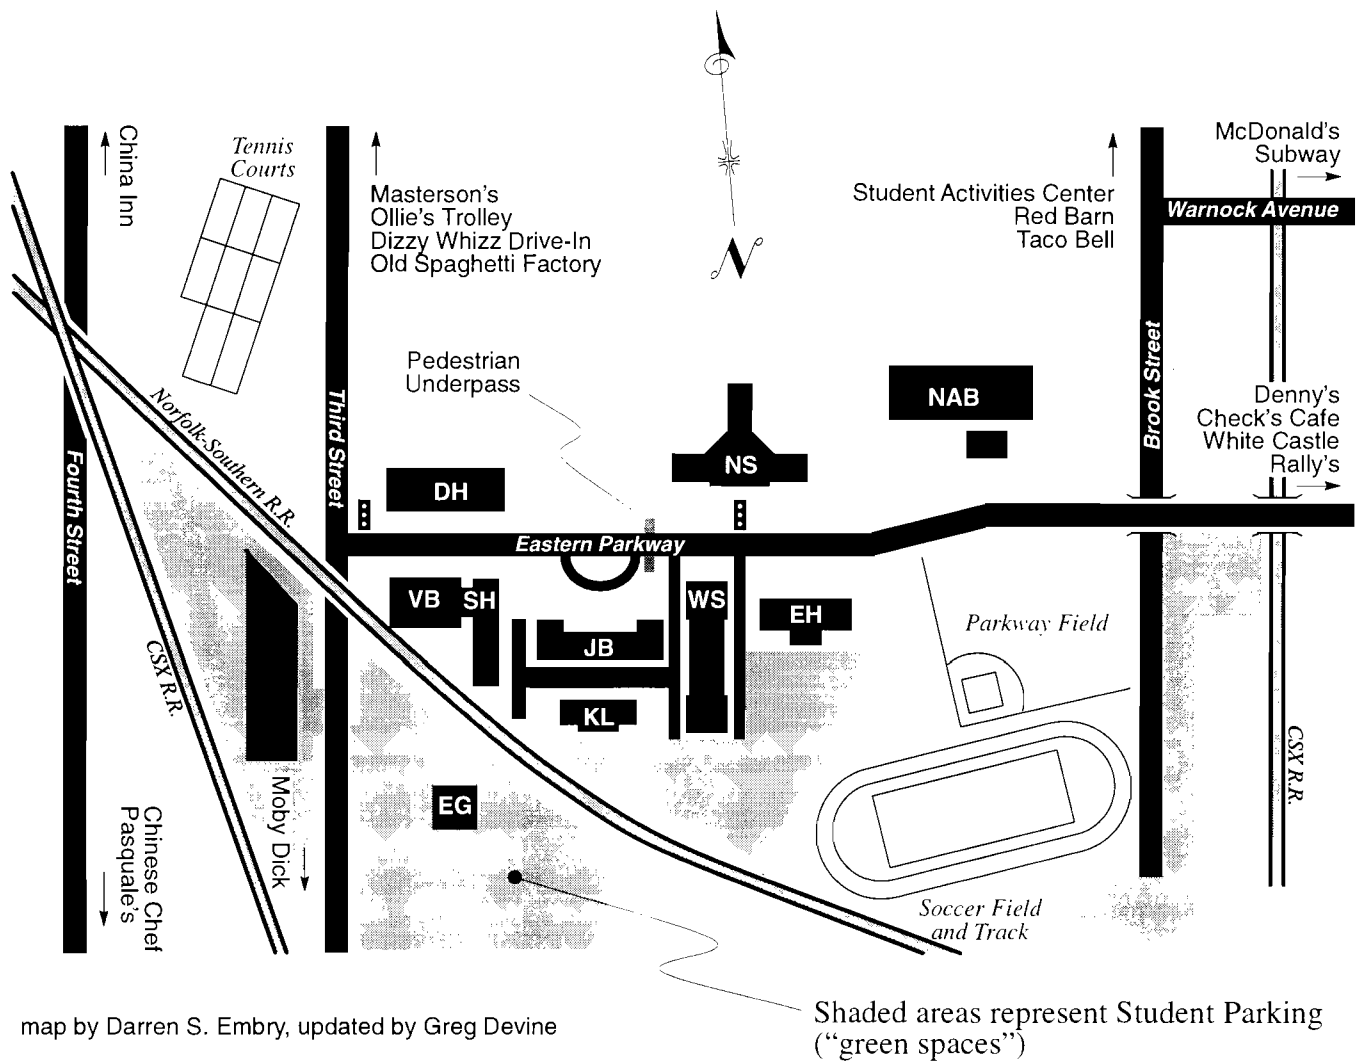 China Inn
Tennis
Courts
Masterson's
Ollie's Trolley
Dizzy Whizz Drive-In
Old Spaghetti Factory
N
Student Activities Center
Red Barn
Taco Bell
McDonald's
Subway
Warnock Avenue
Pedestrian
Underpass
Norfolk-Southern R.R.
Third Street
Fourth Street
Brook Street
Denny's
Check's Cafe
White Castle
Rally's
NAB
NS
DH
Eastern Parkway
VB
SH
WS
EH
JB
KL
Parkway Field
CSX R.R.
CSX R.R.
EG
Moby Dick
Chinese Chef
Pasquale's
Soccer Field
and Track
Shaded areas represent Student Parking
("green spaces")
map by Darren S. Embry, updated by Greg Devine